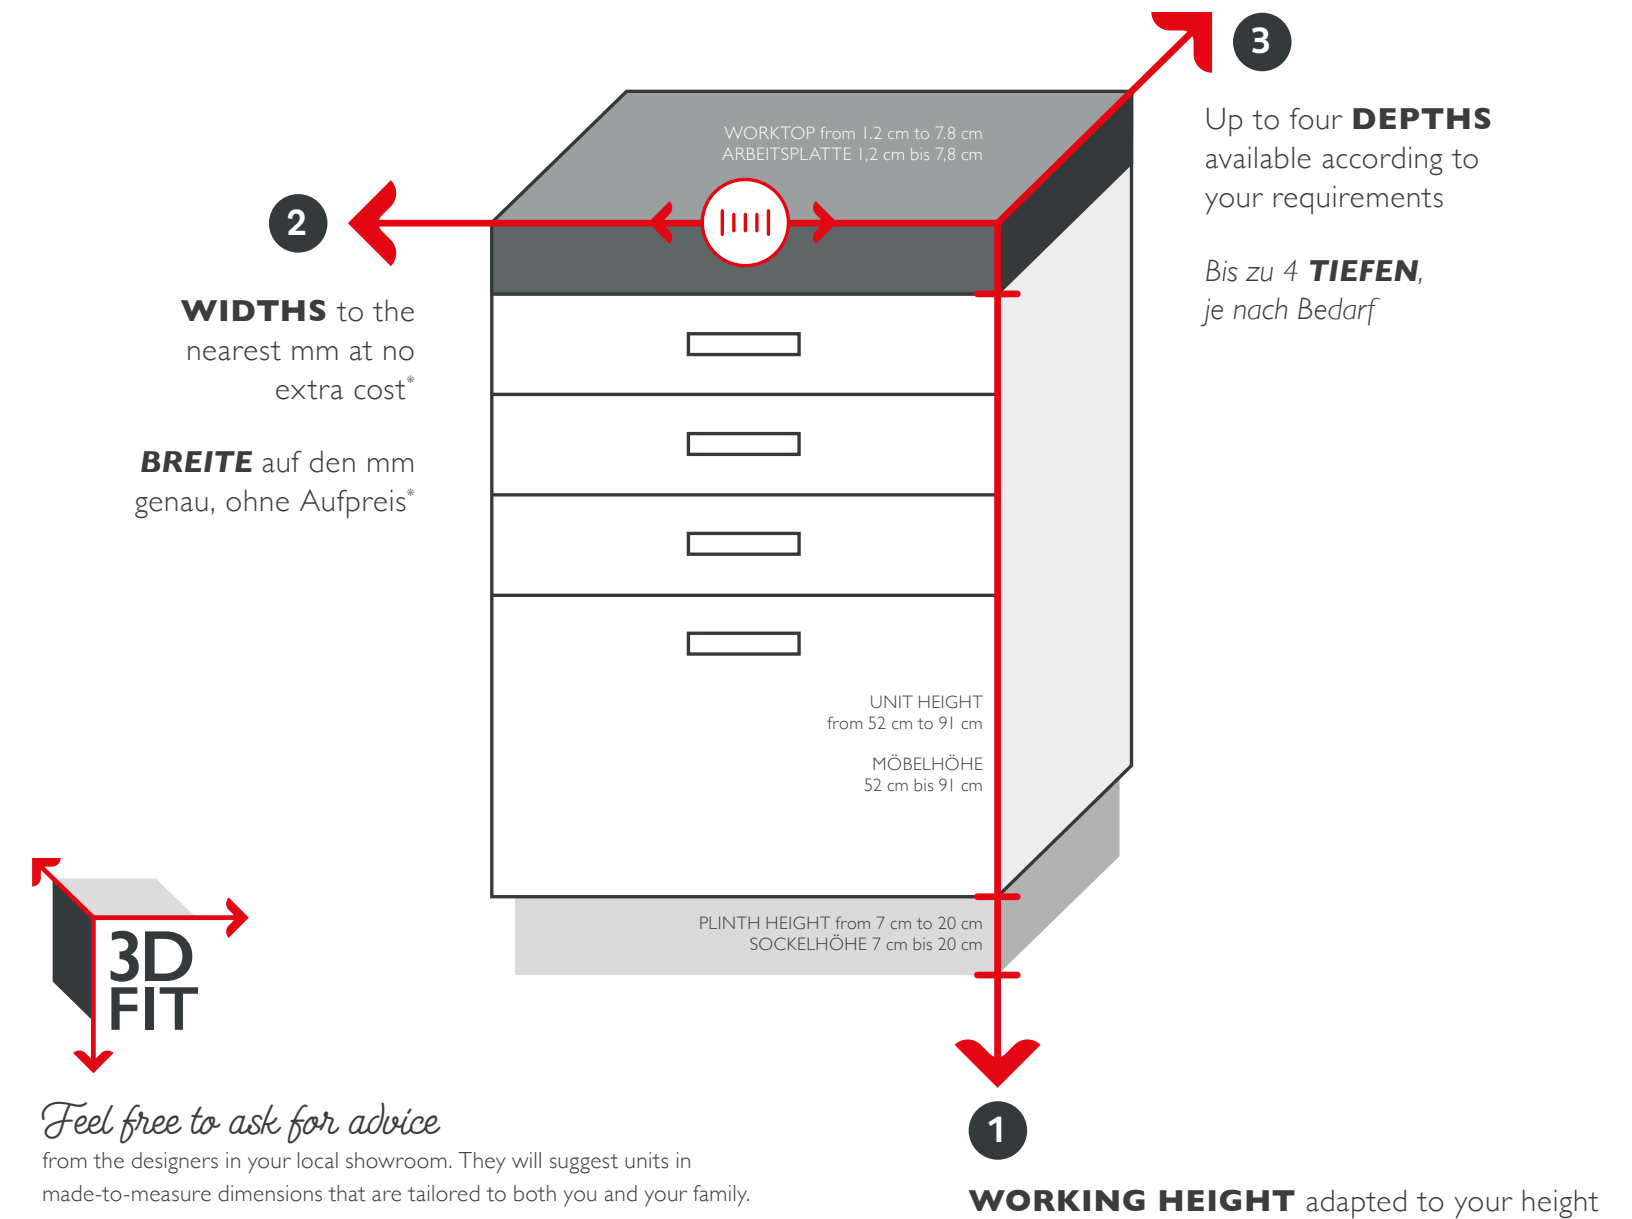 3
Up to four DEPTHS
available according to
your requirements
Bis zu 4 TIEFEN,
je nach Bedarf
WORKTOP from 1.2 cm to 7.8 cm
ARBEITSPLATTE 1,2 cm bis 7,8 cm
2
WIDTHS to the
nearest mm at no
extra cost*
BREITE auf den mm
genau, ohne Aufpreis*
UNIT HEIGHT
from 52 cm to 91 cm
MÖBELHÖHE
52 cm bis 91 cm
PLINTH HEIGHT from 7 cm to 20 cm
SOCKELHÖHE 7 cm bis 20 cm
3D
FIT
Feel free to ask for advice
from the designers in your local showroom. They will suggest units in
made-to-measure dimensions that are tailored to both you and your family.
1
WORKING HEIGHT adapted to your height